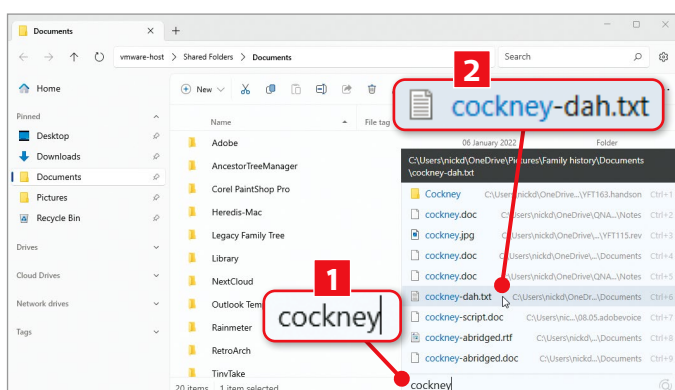 Documents
vmware-host > Shared Folders > Documents
Search
Home
New
2
cockney-dah.txt
Pinned
Desktop
Downloads
Documents
Pictures
Recycle Bin
Drives
Cloud Drives
Network drives
Tags
Name
File tag
06 January 2022
Folder
Adobe
AncestorTreeManager
Corel PaintShop Pro
Heredis-Mac
Legacy Family Tree
Library
NextCloud
Outlook Tem
Rainmeter
RetroArch
TinyTake
20 items 1 item selected
C:\Users\nickd\OneDrive\Pictures\Family history\Documents
\cockney-dah.txt
Cockney C:\Users\nickd\OneDrive...\YFT163.handson Ctrl+1
cockney.doc C:\Users\nickd\OneDrive\QNA...\Notes Ctrl+2
cockney.jpg C:\Users\nickd\OneDrive\...\YFT115.rev Ctrl+3
cockney.doc C:\Users\nickd\OneDrive\...\Documents Ctrl+4
cockney.doc C:\Users\nickd\OneDrive\QNA...\Notes Ctrl+5
cockney-dah.txt C:\Users\nickd\OneDr...\Documents Ctrl+6
cockney-script.doc C:\Users\nic...\08.05.adobevoice Ctrl+7
cockney-abridged.rtf C:\Users\nickd\...\Documents Ctrl+8
cockney-abridged.doc C:\Users\nickd...\Documents Ctrl+9
1
cockney
cockney